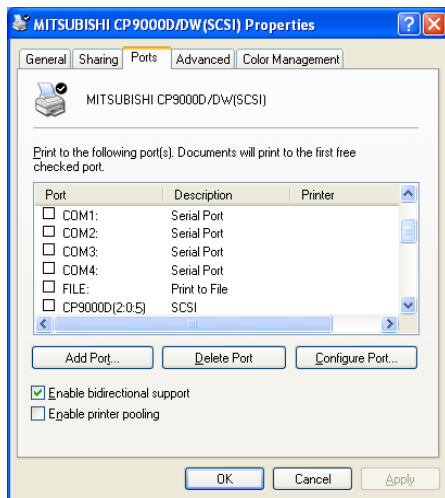 MITSUBISHI CP9000D/DW(SCSI) Properties
General Sharing Ports Advanced Color Management
MITSUBISHI CP9000D/DW(SCSI)
Print to the following port(s). Documents will print to the first free
checked port.
Port Description Printer
COM1: Serial Port
COM2: Serial Port
COM3: Serial Port
COM4: Serial Port
FILE: Print to File
CP9000D(2:0:5) SCSI
Add Port... Delete Port Configure Port...
Enable bidirectional support
Enable printer pooling
OK Cancel Apply